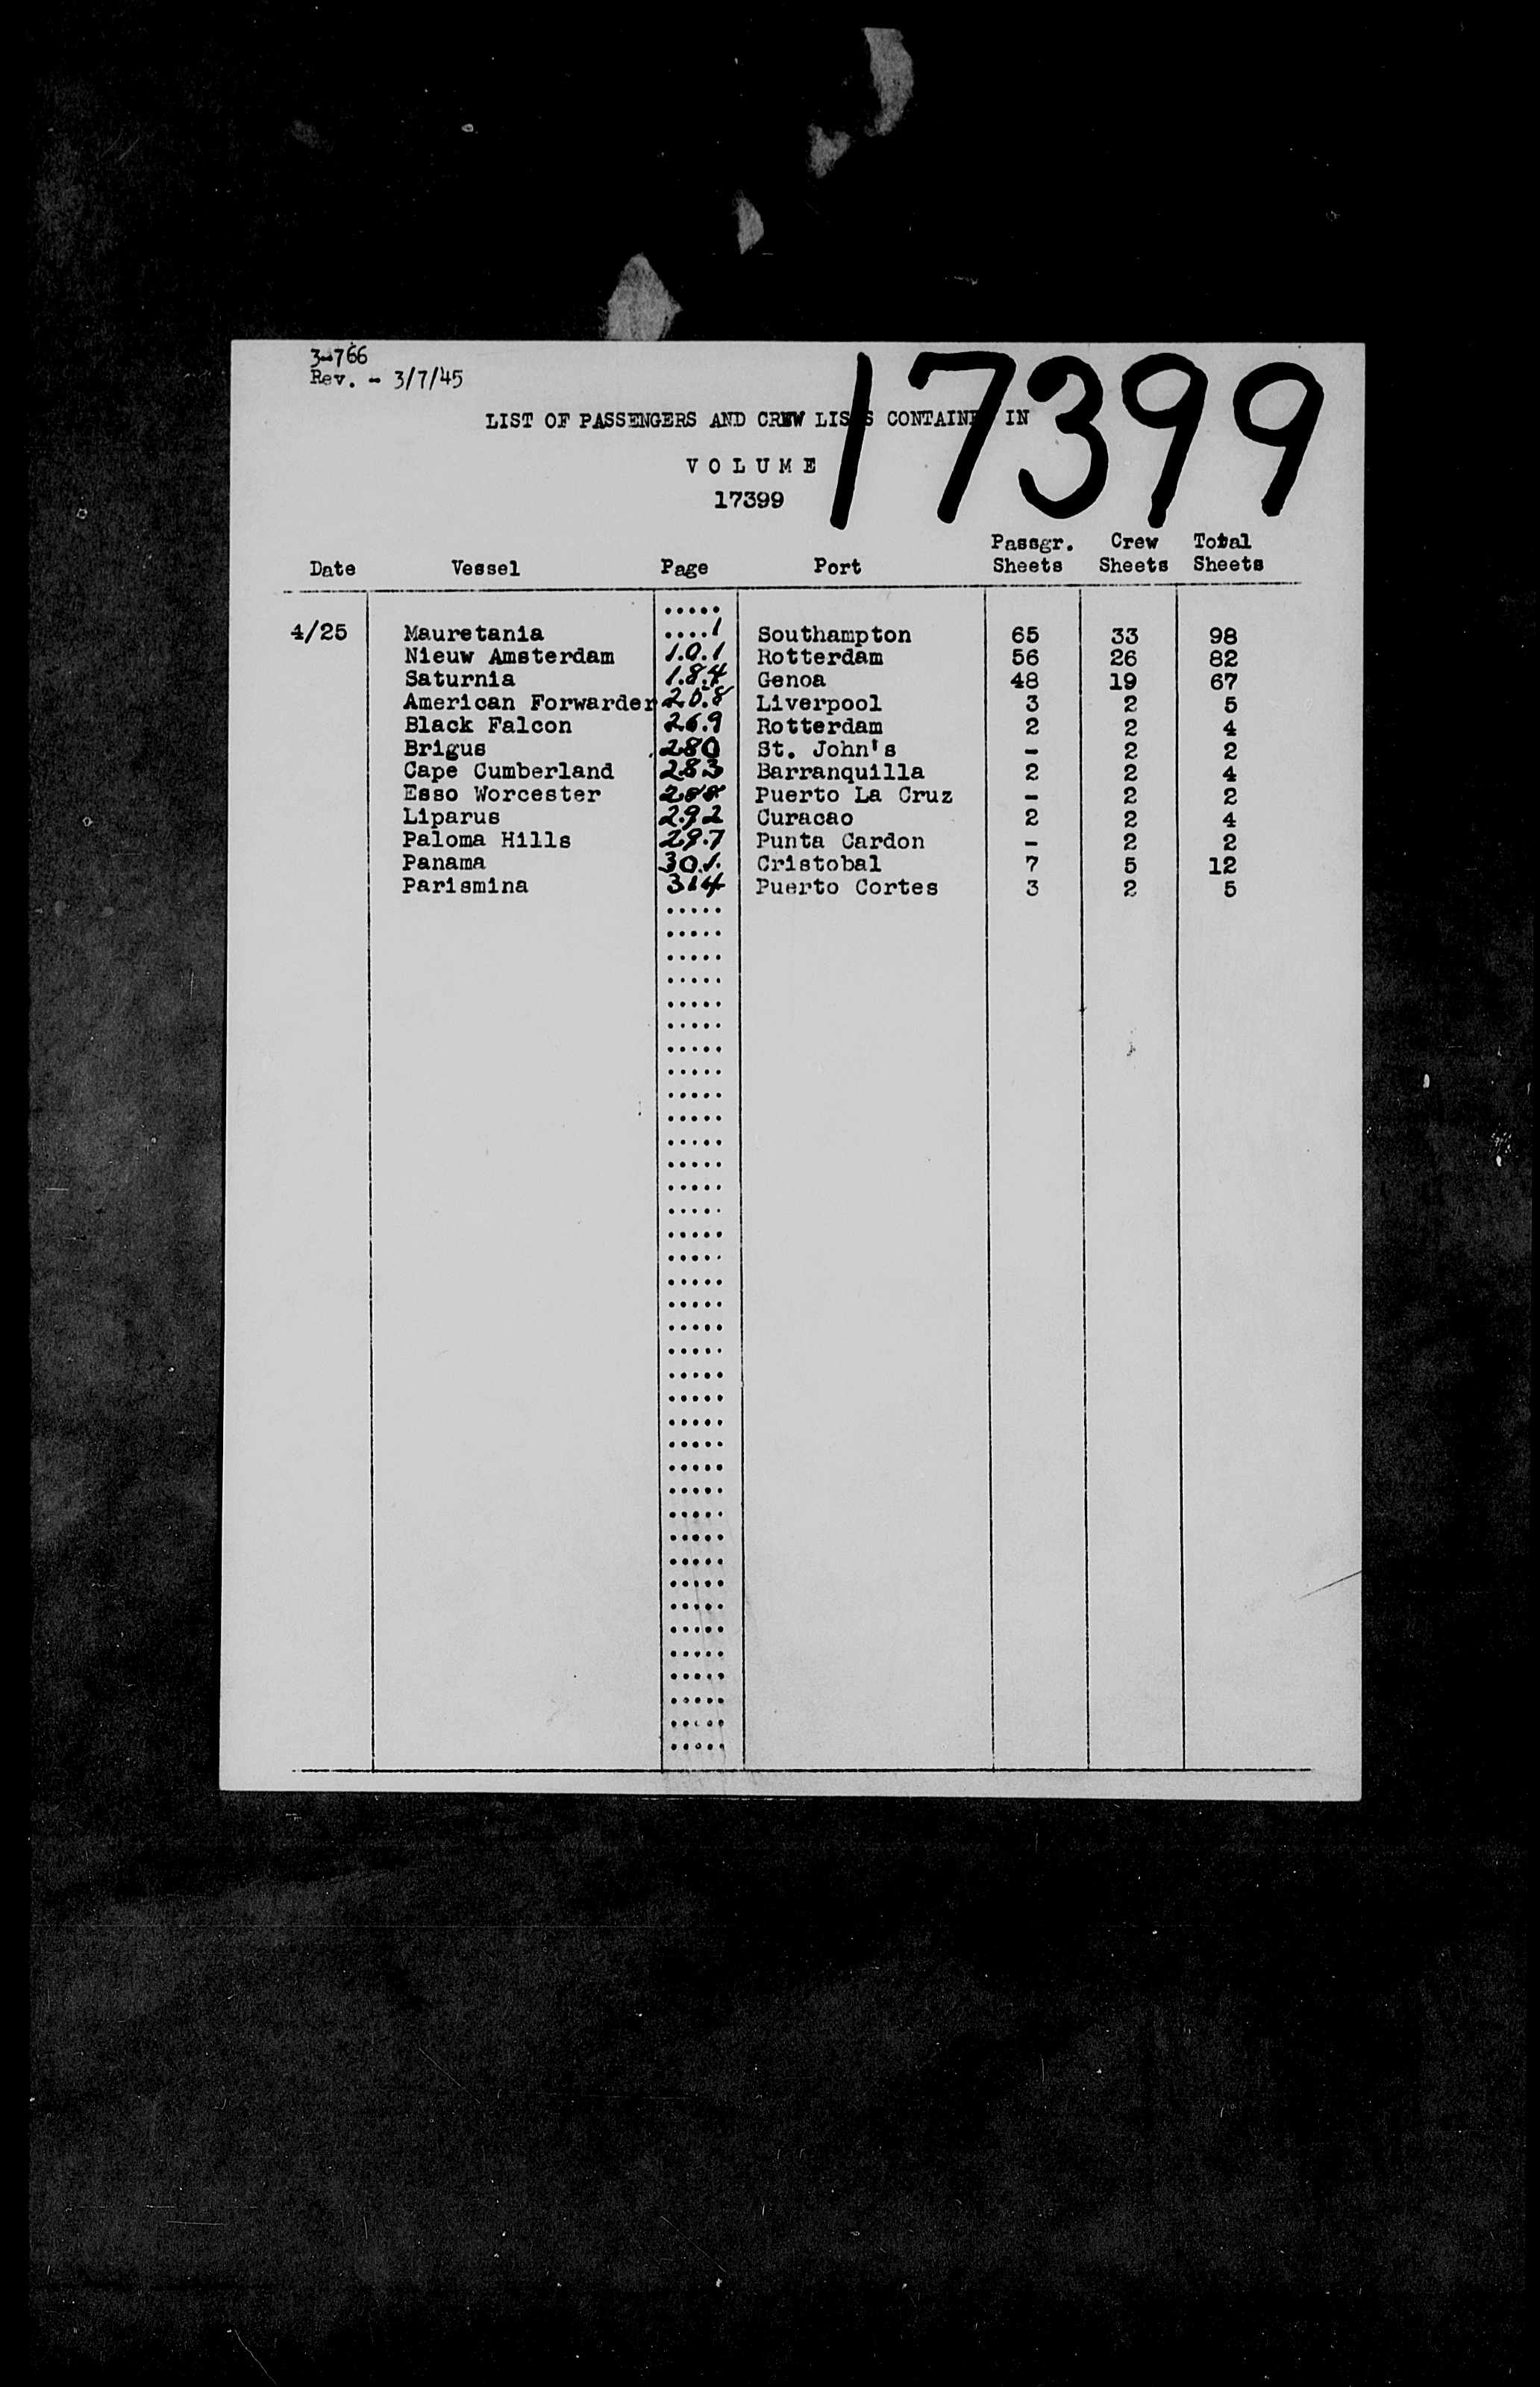 3-766
Rev. - 3/7/45
17399
LIST OF PASSENGERS AND CREW LISTS CONTAINED IN
VOLUME
17399
Date Vessel Page Port Passgr. Sheets Crew Sheets Total Sheets
4/25 Mauretania 1 Southampton 65 33 98
Nieuw Amsterdam 101 Rotterdam 56 26 82
Saturnia 184 Genoa 48 19 67
American Forwarder Liverpool 3 2 5
Black Falcon 269 Rotterdam 2 2 4
Brigus 280 St. John's - 2 2
Cape Cumberland 283 Barranquilla 2 2 4
Esso Worcester 288 Puerto La Cruz - 2 2
Liparus 292 Curacao 2 2 4
Paloma Hills 297 Punta Cardon - 2 2
Panama 301 Cristobal 7 5 12
Parismina 314 Puerto Cortes 3 2 5